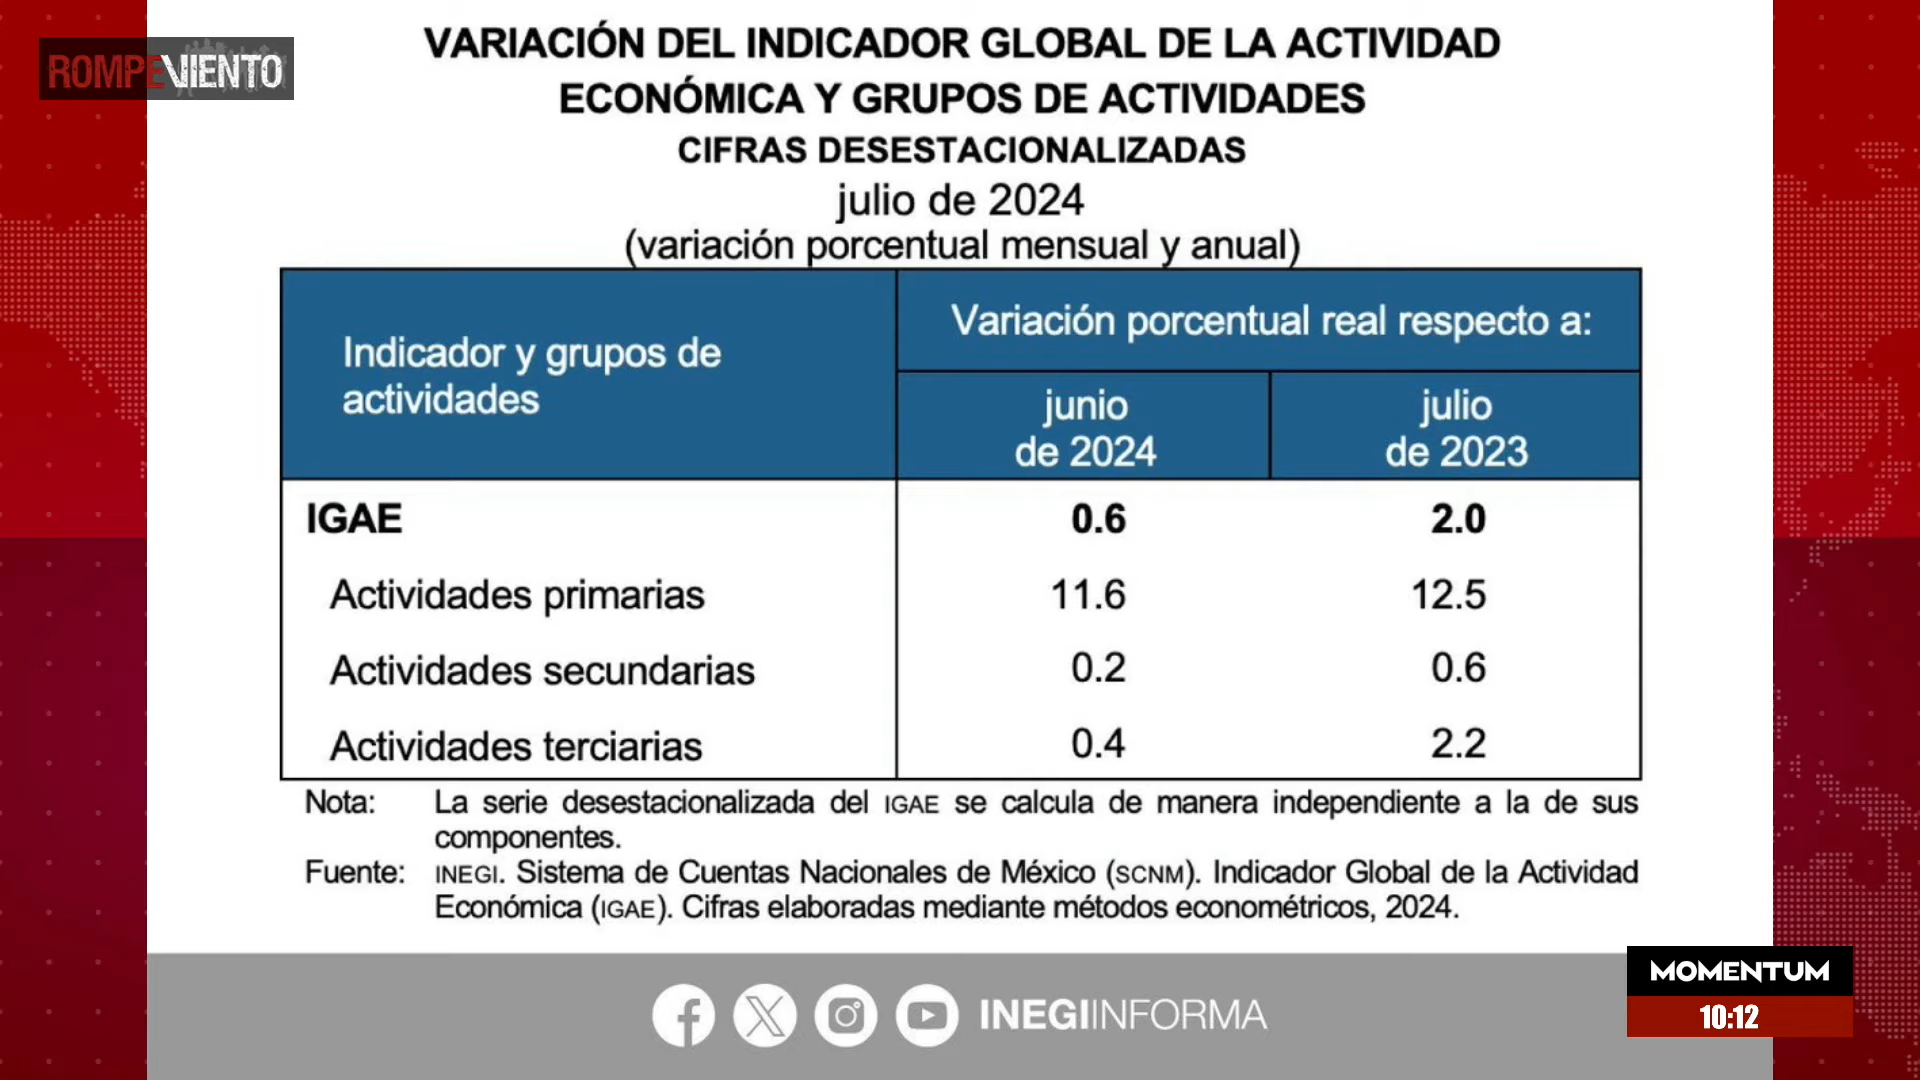 ROMPEVIENTO
VARIACIÓN DEL INDICADOR GLOBAL DE LA ACTIVIDAD
ECONÓMICA Y GRUPOS DE ACTIVIDADES
CIFRAS DESESTACIONALIZADAS
julio de 2024
(variación porcentual mensual y anual)
Indicador y grupos de
actividades
Variación porcentual real respecto a:
junio
de 2024
julio
de 2023
IGAE 0.6 2.0
Actividades primarias 11.6 12.5
Actividades secundarias 0.2 0.6
Actividades terciarias 0.4 2.2
Nota: La serie desestacionalizada del IGAE se calcula de manera independiente a la de sus
componentes.
Fuente: INEGI. Sistema de Cuentas Nacionales de México (SCNM). Indicador Global de la Actividad
Económica (IGAE). Cifras elaboradas mediante métodos econométricos, 2024.
INEGIINFORMA
MOMENTUM
10:12